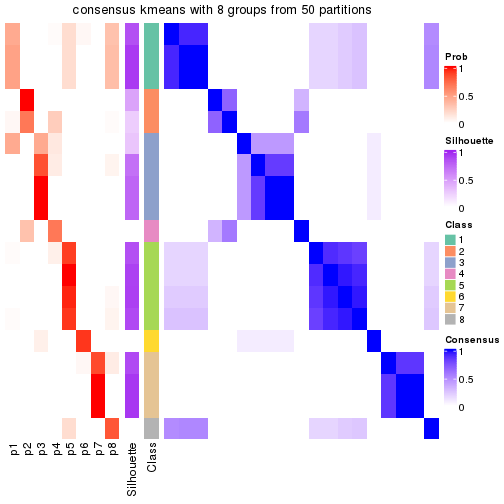 consensus kmeans with 8 groups from 50 partitions
Prob
1
0.5
0
Silhouette
1
0.5
0
Class
1
2
3
4
5
6
7
8
Consensus
1
0.5
0
p1
p2
p3
p4
p5
p6
p7
p8
Silhouette
Class